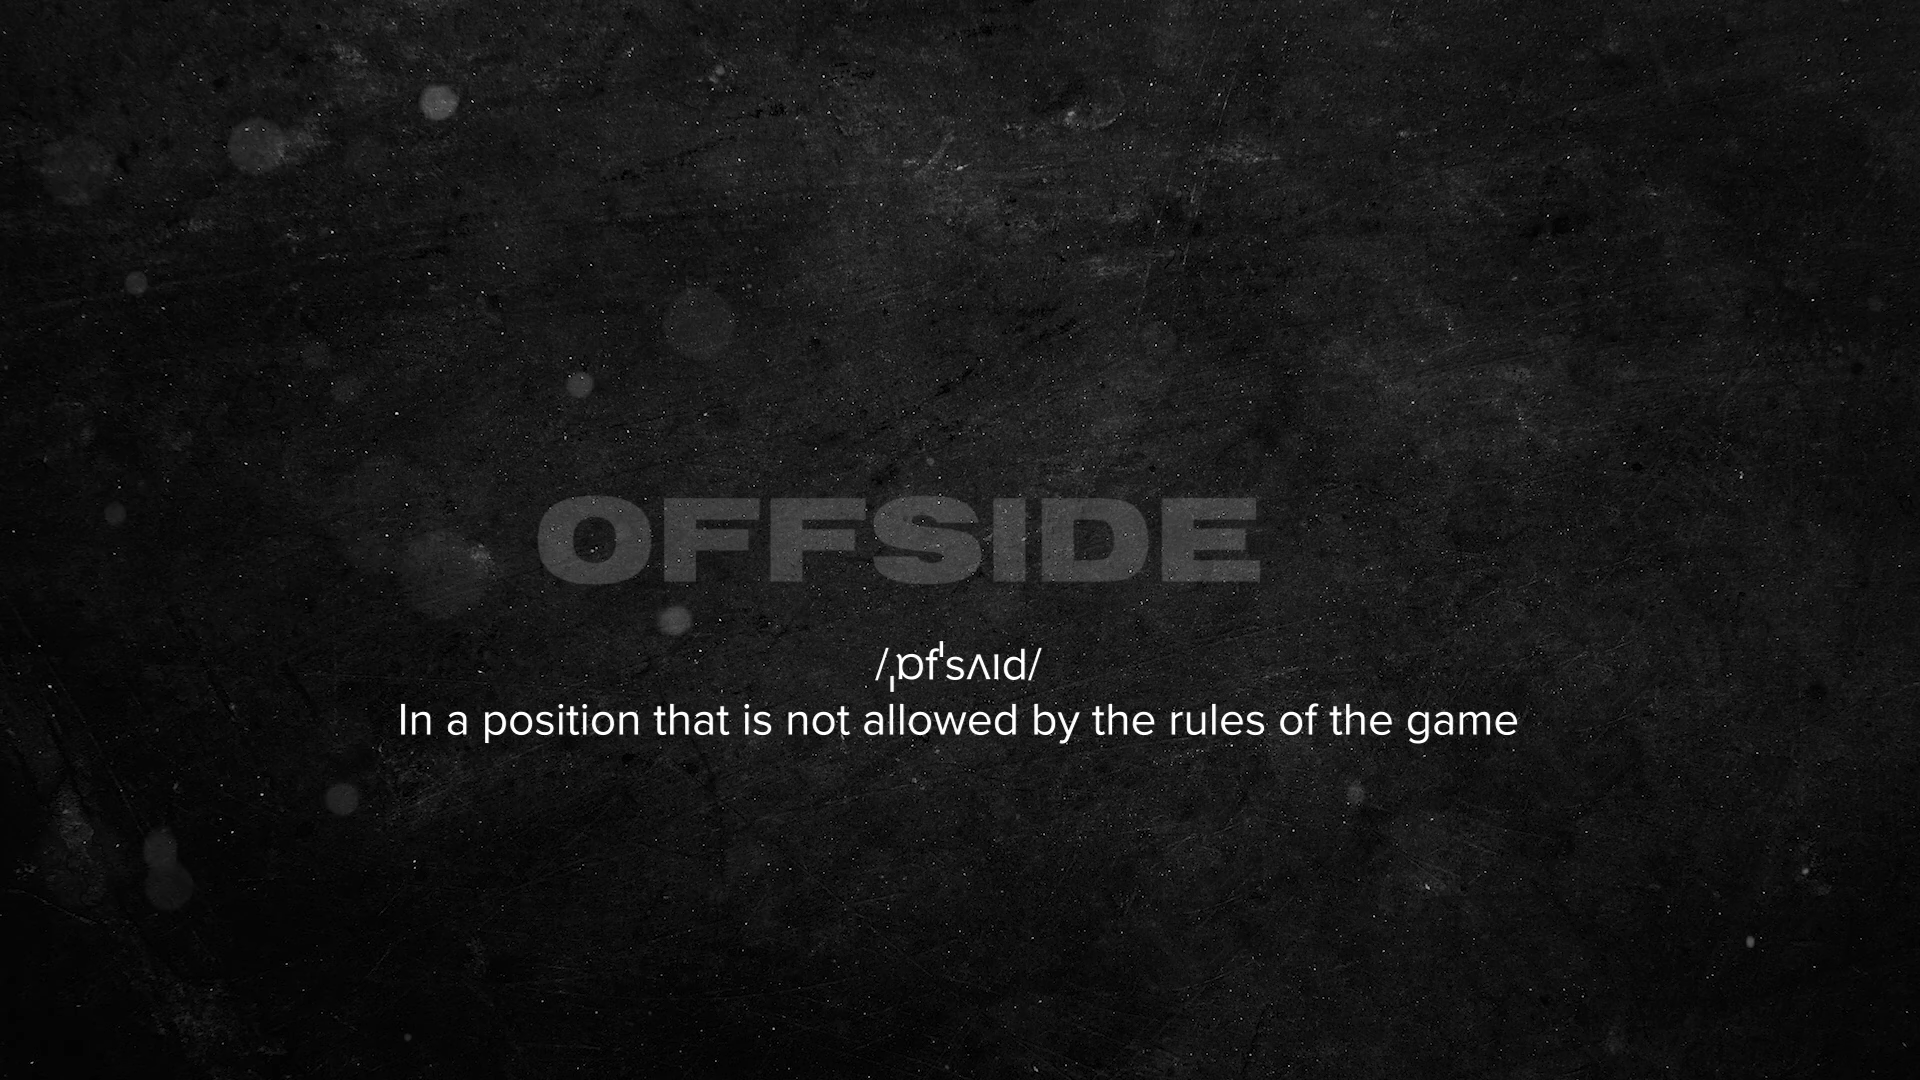 OFFSIDE
/ˌɒfˈsʌɪd/
In a position that is not allowed by the rules of the game